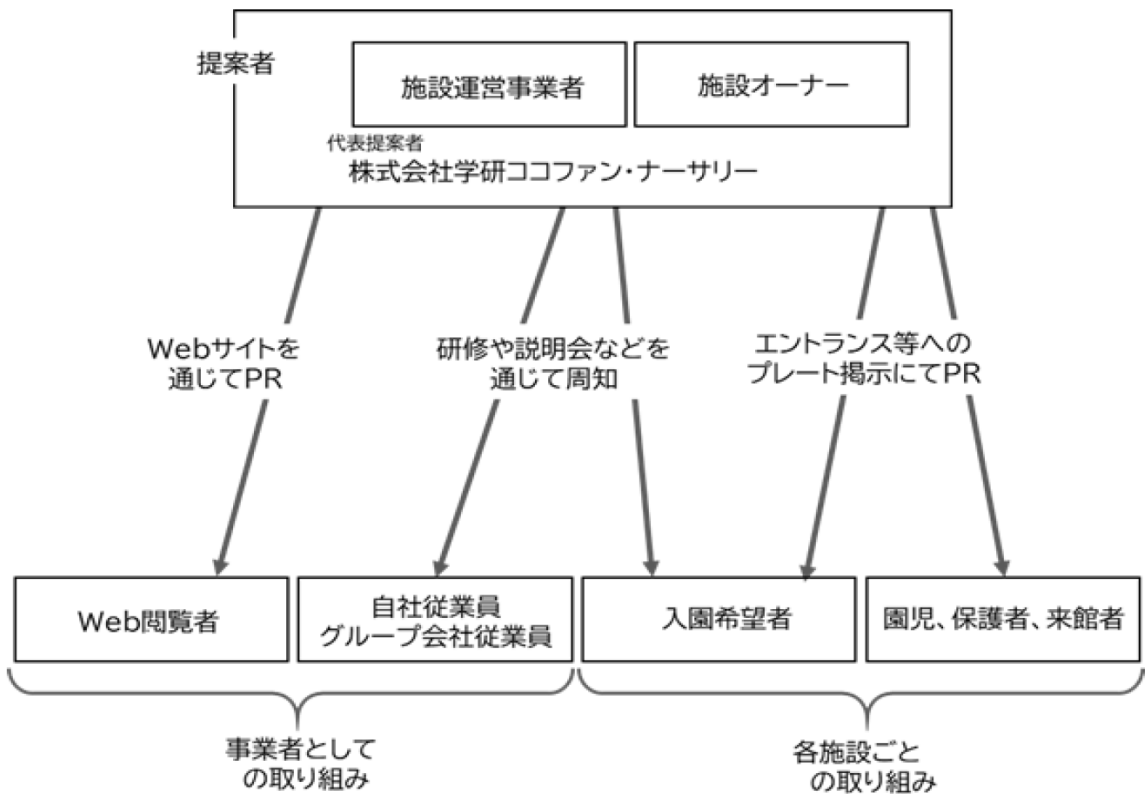 提案者
施設運営事業者
施設オーナー
代表提案者
株式会社学研ココファン・ナーサリー
Webサイトを
通じてPR
研修や説明会などを
通じて周知
エントランス等への
プレート掲示にてPR
Web閲覧者
自社従業員
グループ会社従業員
入園希望者
園児、保護者、来館者
事業者として
の取り組み
各施設ごと
の取り組み